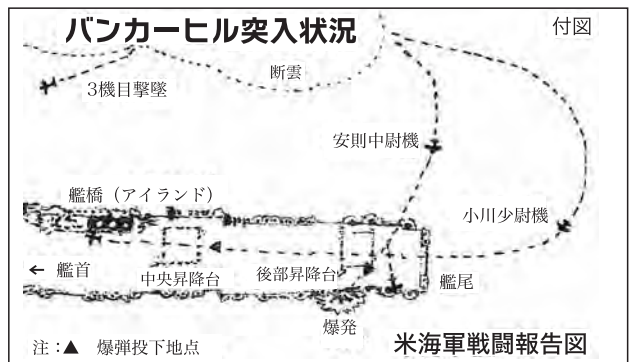 バンカーヒル突入状況
付図
断雲
3機目撃墜
安則中尉機
艦橋（アイランド）
小川少尉機
← 艦首
中央昇降台
後部昇降台
艦尾
爆発
注：▲ 爆弾投下地点
米海軍戦闘報告図